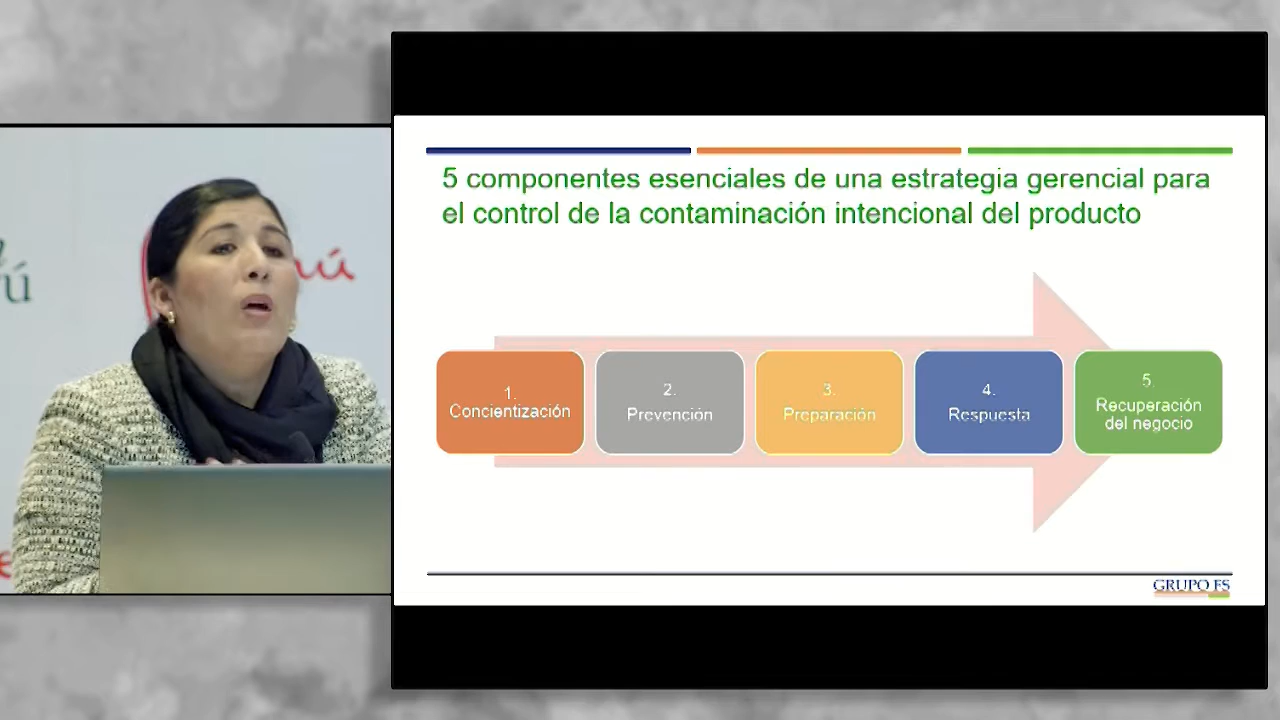 ú
ú
5 componentes esenciales de una estrategia gerencial para
el control de la contaminación intencional del producto
1.
Concientización
2.
Prevención
3.
Preparación
4.
Respuesta
5.
Recuperación
del negocio
GRUPO FS